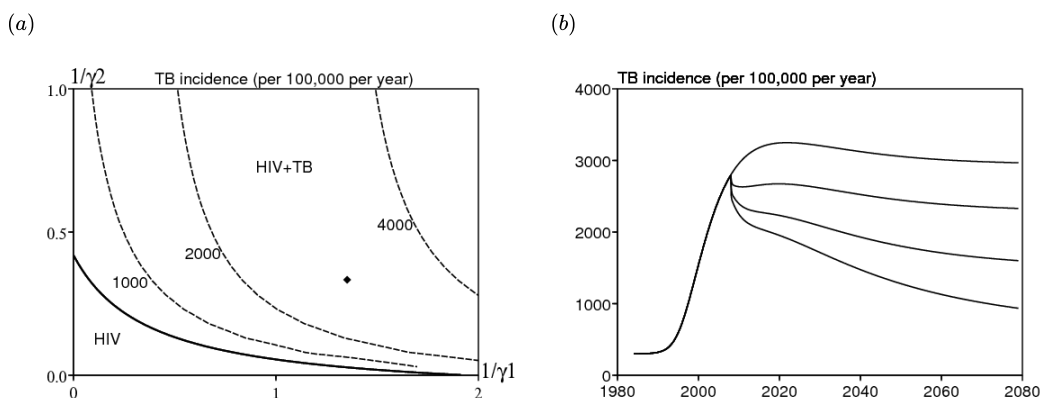 (a)
1/γ2
TB incidence (per 100,000 per year)
1.0
HIV+TB
0.5
4000
2000
1000
HIV
0.0
1/γ1
0
1
2
(b)
TB incidence (per 100,000 per year)
4000
3000
2000
1000
0
1980 2000 2020 2040 2060 2080